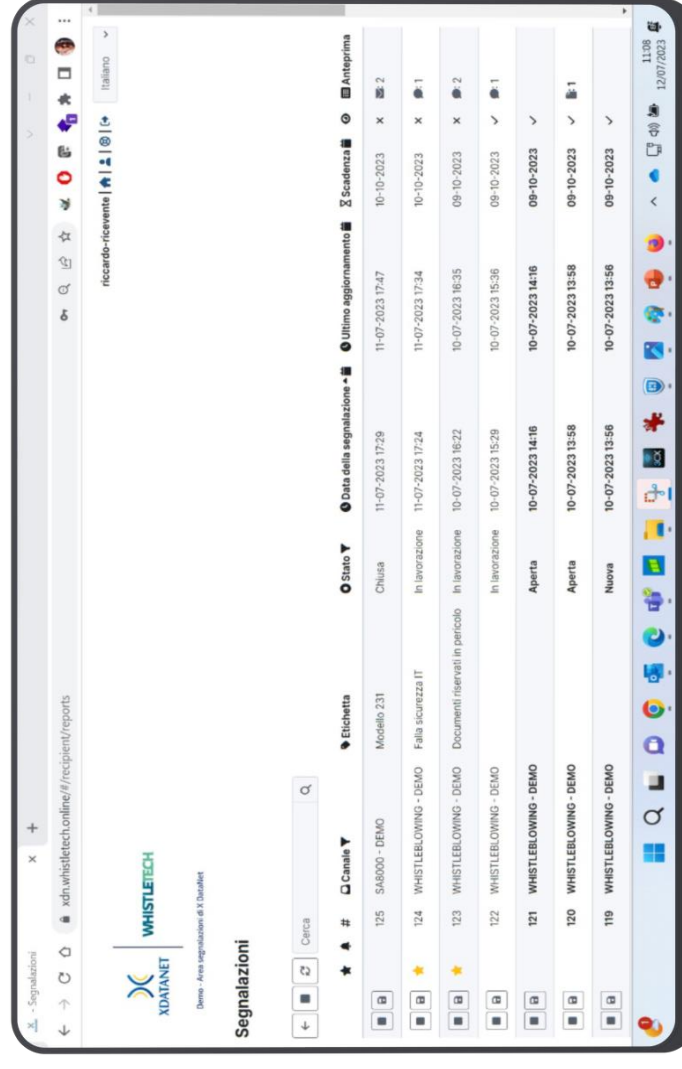 - Segnalazioni
xdn.whistletech.online/#/recipient/reports
riccardo-ricevente
Italiano
XDATANET
WHISTLETECH
Demo - Area segnalazioni di X DataNet
Segnalazioni
Cerca
# Canale Etichetta Stato Data della segnalazione Ultimo aggiornamento Scadenza Anteprima
125 SA8000 - DEMO Modello 231 Chiusa 11-07-2023 17:29 11-07-2023 17:47 10-10-2023 : 2
124 WHISTLEBLOWING - DEMO Falla sicurezza IT In lavorazione 11-07-2023 17:24 11-07-2023 17:34 10-10-2023 : 1
123 WHISTLEBLOWING - DEMO Documenti riservati in pericolo In lavorazione 10-07-2023 16:22 10-07-2023 16:35 09-10-2023 : 2
122 WHISTLEBLOWING - DEMO In lavorazione 10-07-2023 15:29 10-07-2023 15:36 09-10-2023 : 1
121 WHISTLEBLOWING - DEMO Aperta 10-07-2023 14:16 10-07-2023 14:16 09-10-2023
120 WHISTLEBLOWING - DEMO Aperta 10-07-2023 13:58 10-07-2023 13:58 09-10-2023 : 1
119 WHISTLEBLOWING - DEMO Nuova 10-07-2023 13:56 10-07-2023 13:56 09-10-2023
11:08
12/07/2023